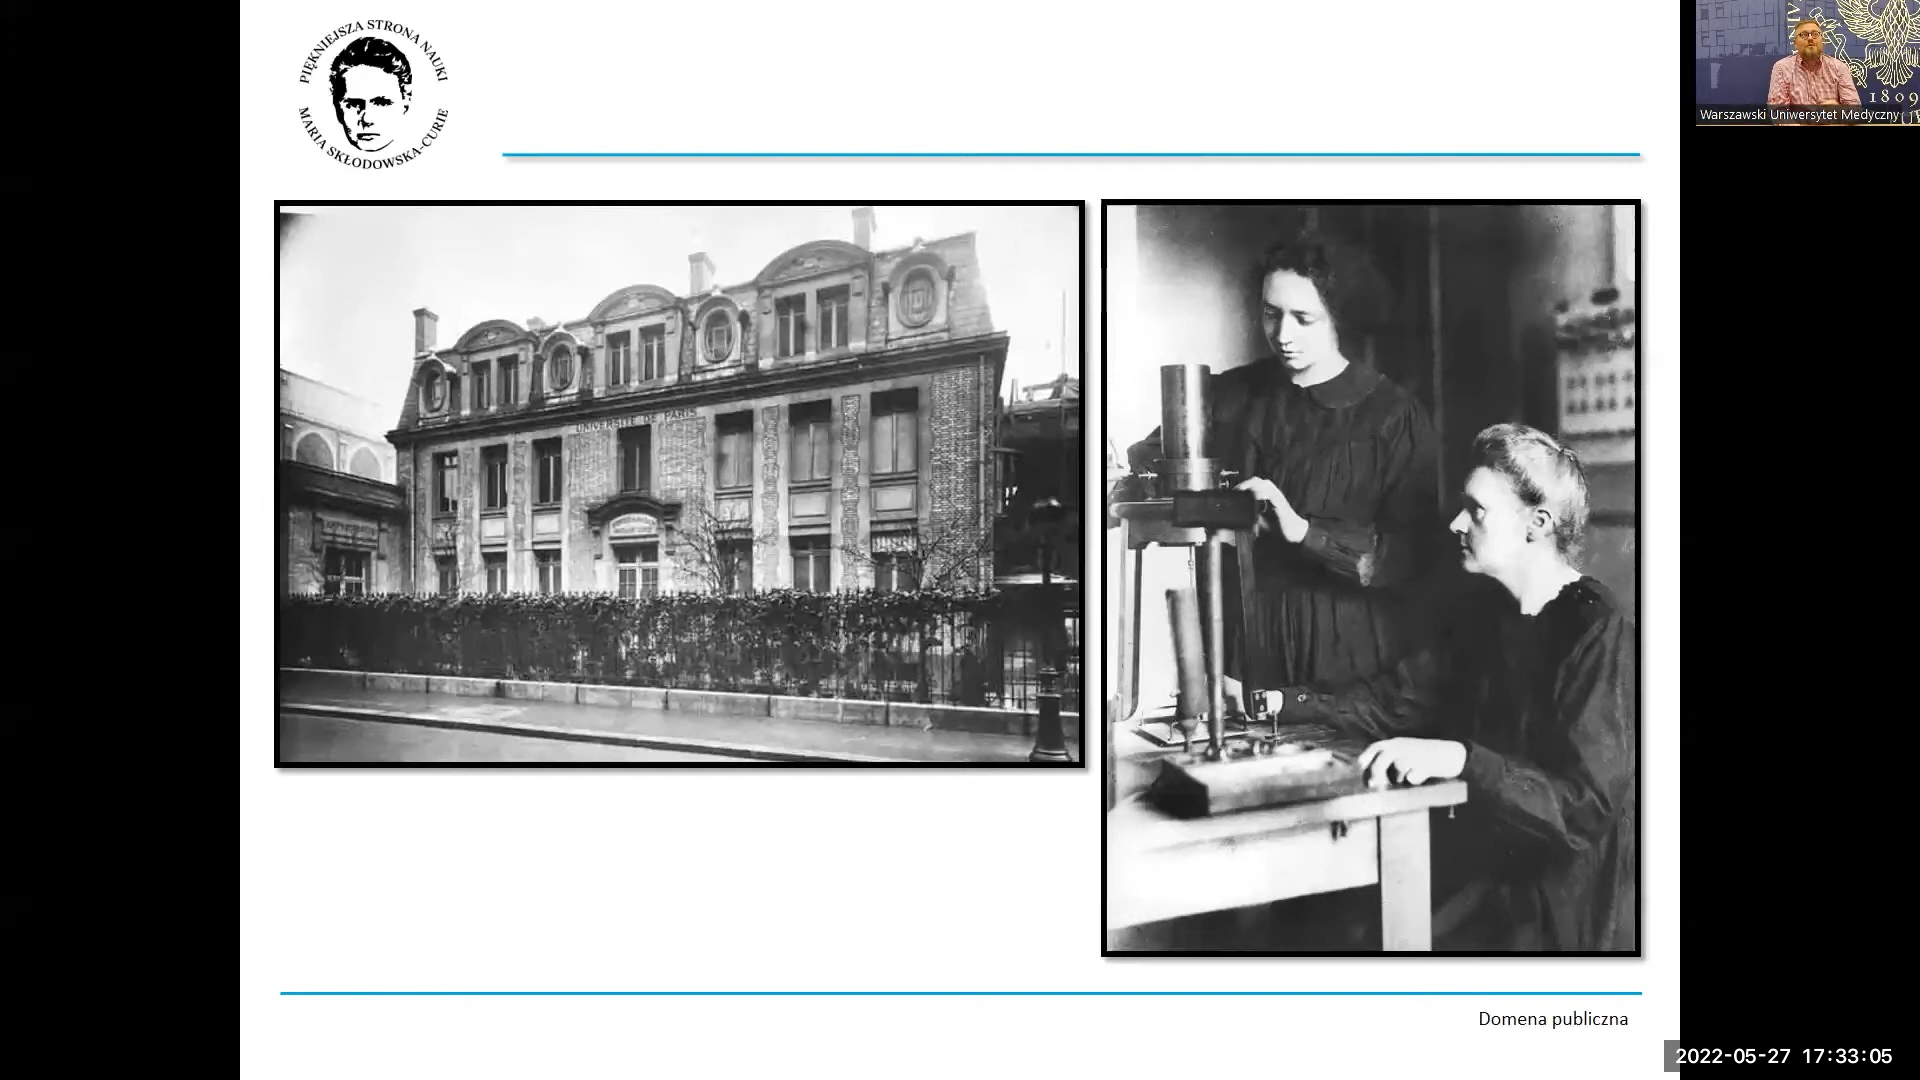 PIĘKNIEJSZA STRONA NAUKI
MARIA SKŁODOWSKA-CURIE
1809
Warszawski Uniwersytet Medyczny
UNIVERSITE DE PARIS
Domena publiczna
2022-05-27 17:33:05